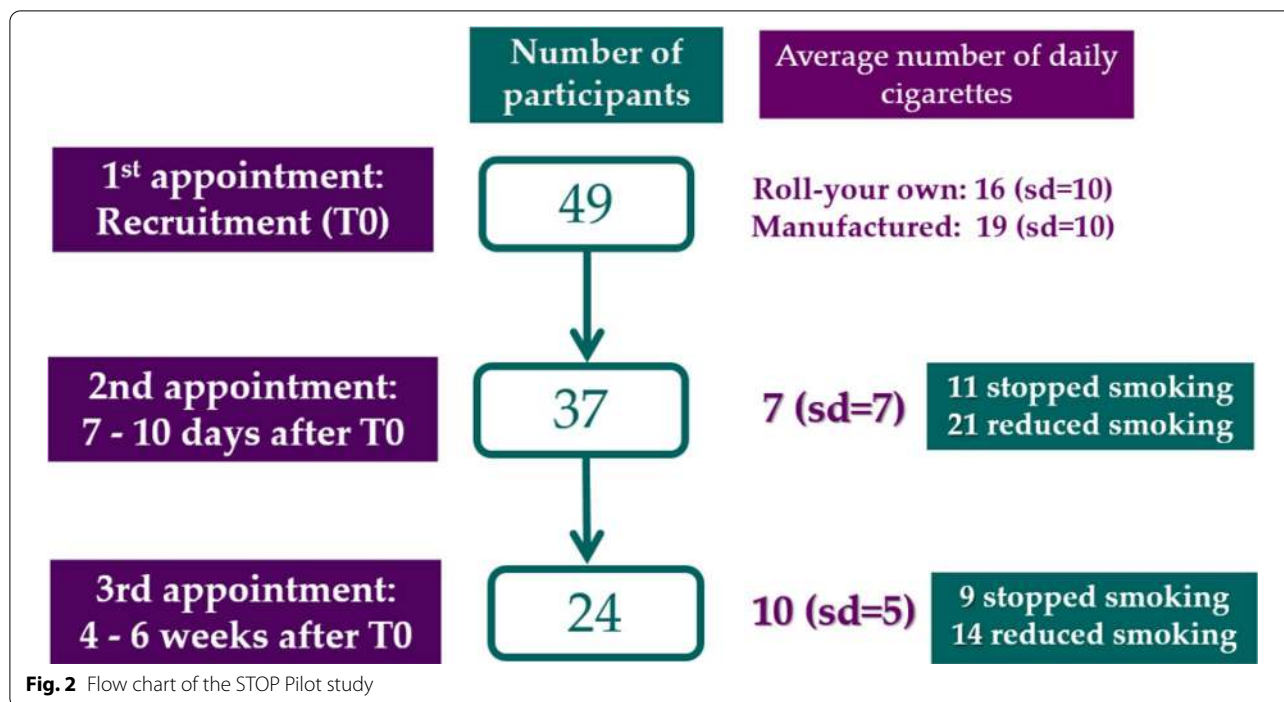 Number of
participants
Average number of daily
cigarettes
1st appointment:
Recruitment (T0)
49
Roll-your own: 16 (sd=10)
Manufactured: 19 (sd=10)
2nd appointment:
7 - 10 days after T0
37
7 (sd=7)
11 stopped smoking
21 reduced smoking
3rd appointment:
4 - 6 weeks after T0
24
10 (sd=5)
9 stopped smoking
14 reduced smoking
Fig. 2 Flow chart of the STOP Pilot study